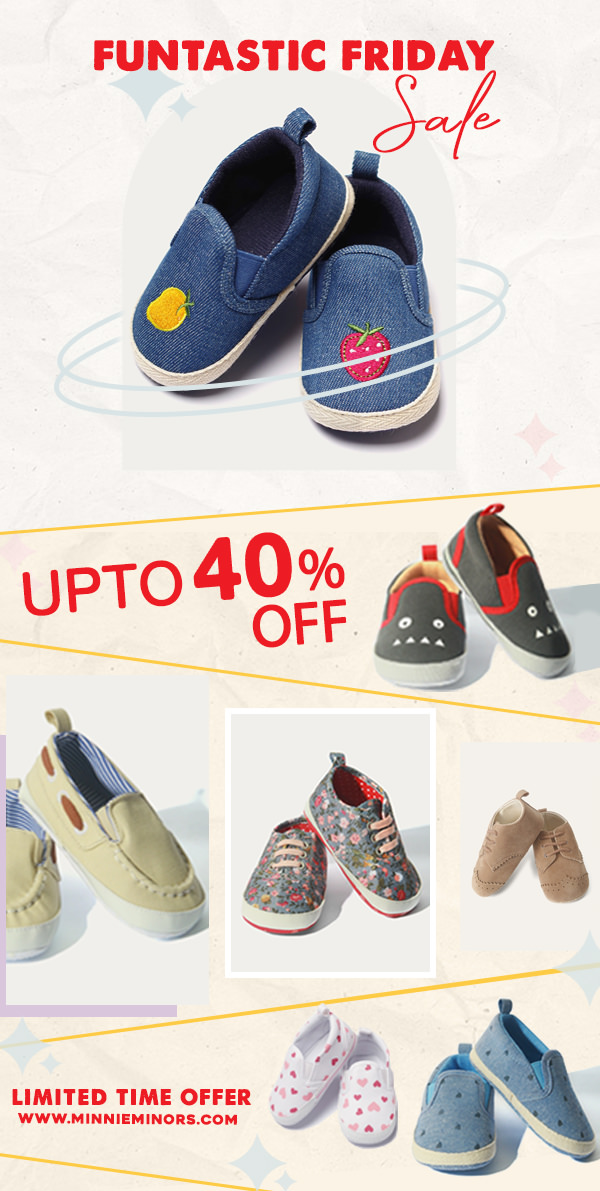 FUNTASTIC FRIDAY
Sale
UPTO 40%
OFF
LIMITED TIME OFFER
WWW.MINNIEMINORS.COM